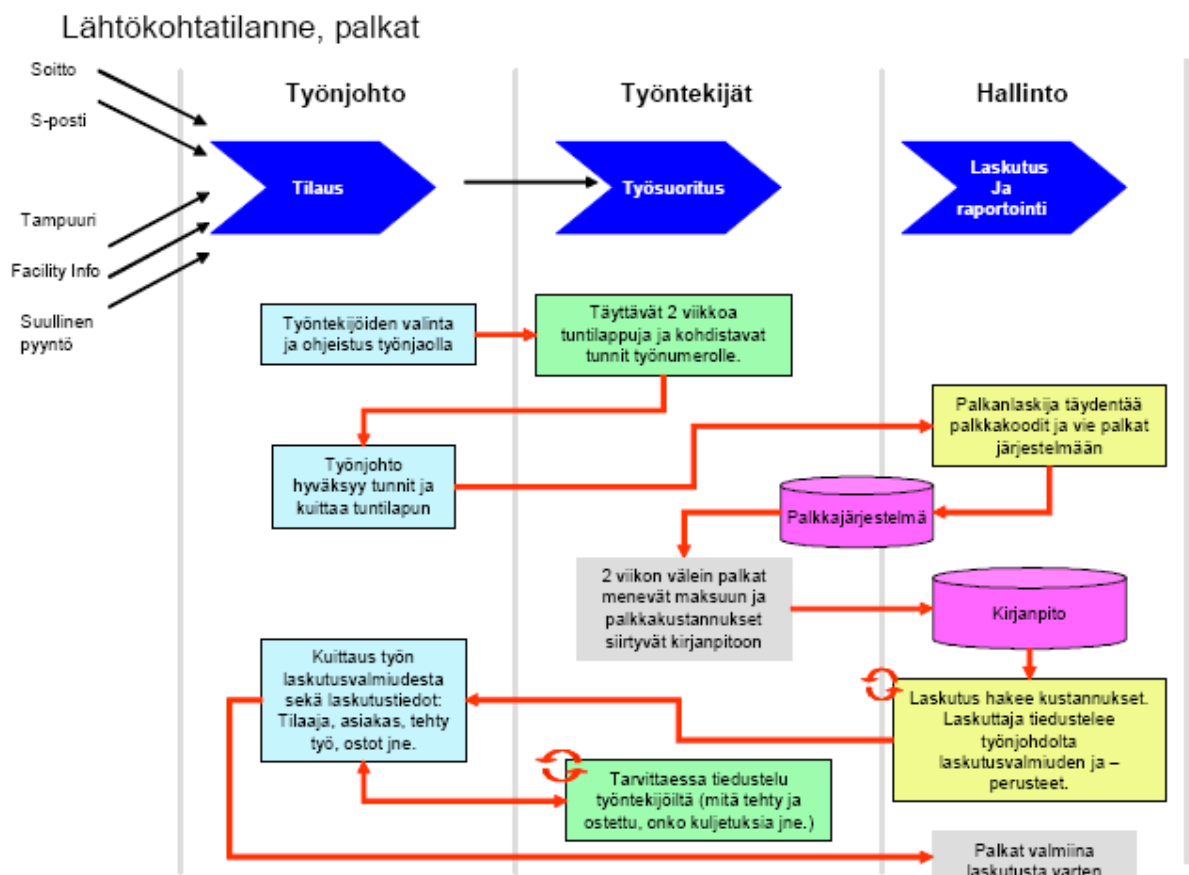 Lähtökohtatilanne, palkat
Soitto
S-posti
Tampuuri
Facility Info
Suullinen
pyyntö
Työnjohto
Työntekijät
Hallinto
Tilaus
Työsuoritus
Laskutus
Ja
raportointi
Työntekijöiden valinta
ja ohjeistus työnjaolla
Täyttävät 2 viikkoa
tuntilappuja ja kohdistavat
tunnit työnumerolle.
Työnjohto
hyväksyy tunnit ja
kuittaa tuntilapun
Palkanlaskija täydentää
palkkakoodit ja vie palkat
järjestelmään
Palkkajärjestelmä
2 viikon välein palkat
menevät maksuun ja
palkkakustannukset
siirtyvät kirjanpitoon
Kirjanpito
Laskutus hakee kustannukset.
Laskuttaja tiedustelee
työnjohdolta
laskutusvalmiuden ja –
perusteet.
Kuittaus työn
laskutusvalmiudesta
sekä laskutustiedot:
Tilaaja, asiakas, tehty
työ, ostot jne.
Tarvittaessa tiedustelu
työntekijöiltä (mitä tehty ja
ostettu, onko kuljetuksia jne.)
Palkat valmiina
laskutusta varten